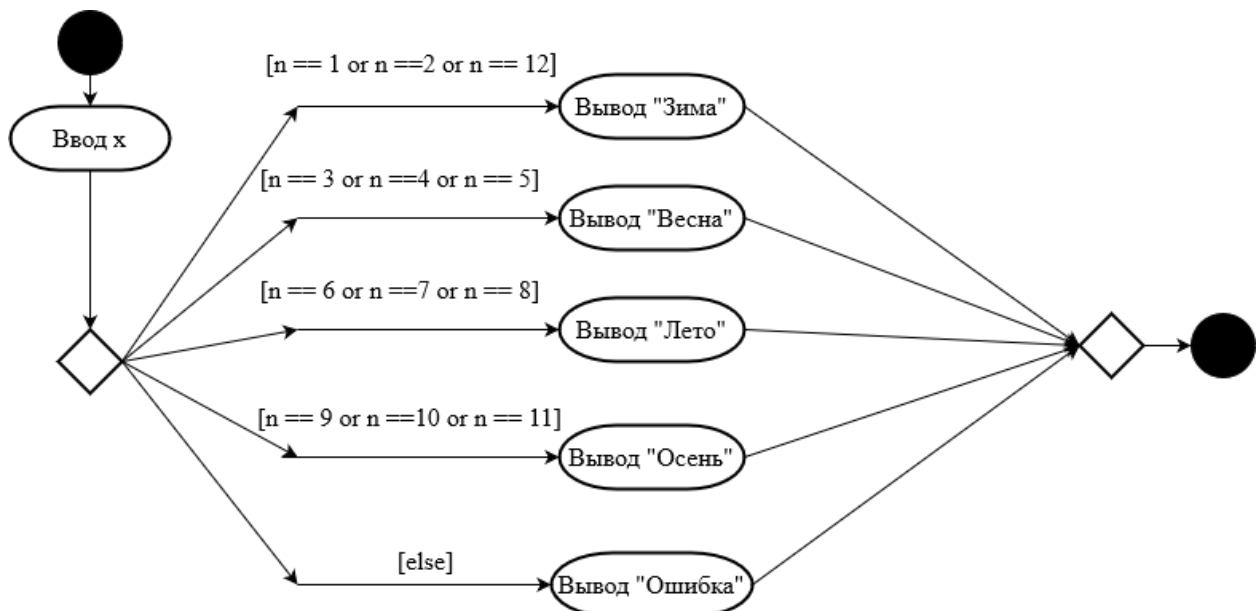 [n == 1 or n ==2 or n == 12]
Вывод "Зима"
Ввод x
[n == 3 or n ==4 or n == 5]
Вывод "Весна"
[n == 6 or n ==7 or n == 8]
Вывод "Лето"
[n == 9 or n ==10 or n == 11]
Вывод "Осень"
[else]
Вывод "Ошибка"